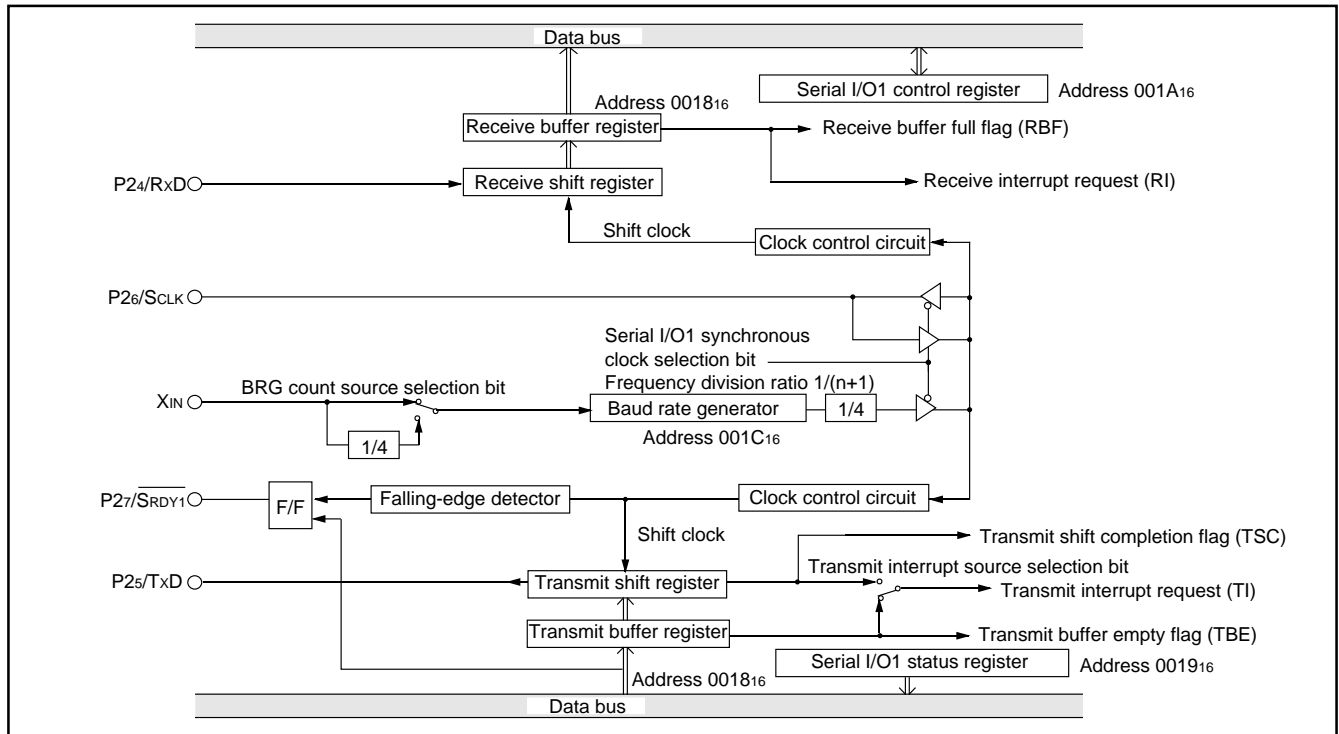 Data bus
Serial I/O1 control register
Address 001A16
Address 001816
Receive buffer register
Receive buffer full flag (RBF)
P24/RXD
Receive shift register
Receive interrupt request (RI)
Shift clock
Clock control circuit
P26/SCLK
Serial I/O1 synchronous
clock selection bit
Frequency division ratio 1/(n+1)
BRG count source selection bit
XIN
Baud rate generator
1/4
1/4
Address 001C16
P27/SRDY1
F/F
Falling-edge detector
Clock control circuit
Shift clock
Transmit shift completion flag (TSC)
Transmit interrupt source selection bit
P25/TXD
Transmit shift register
Transmit interrupt request (TI)
Transmit buffer register
Transmit buffer empty flag (TBE)
Serial I/O1 status register
Address 001916
Address 001816
Data bus